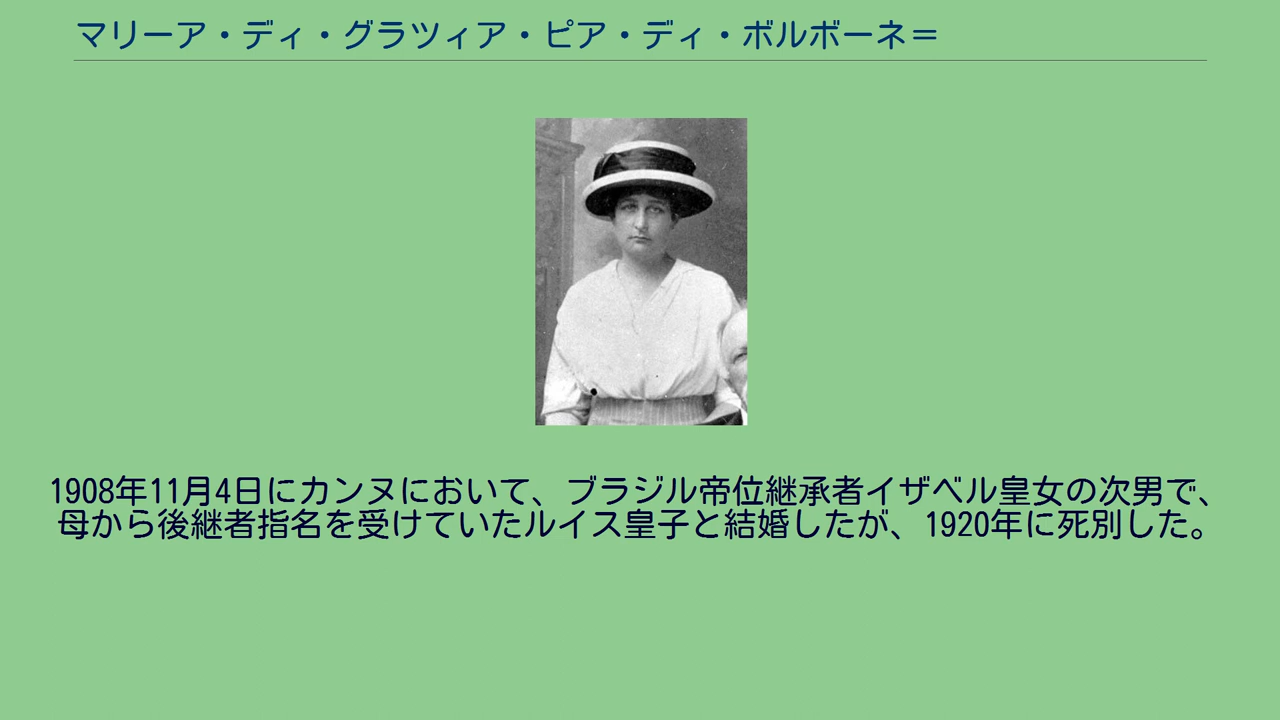 マリーア・ディ・グラツィア・ピア・ディ・ボルボーネ＝
1908年11月4日にカンヌにおいて、ブラジル帝位継承者イザベル皇女の次男で、
母から後継者指名を受けていたルイス皇子と結婚したが、1920年に死別した。